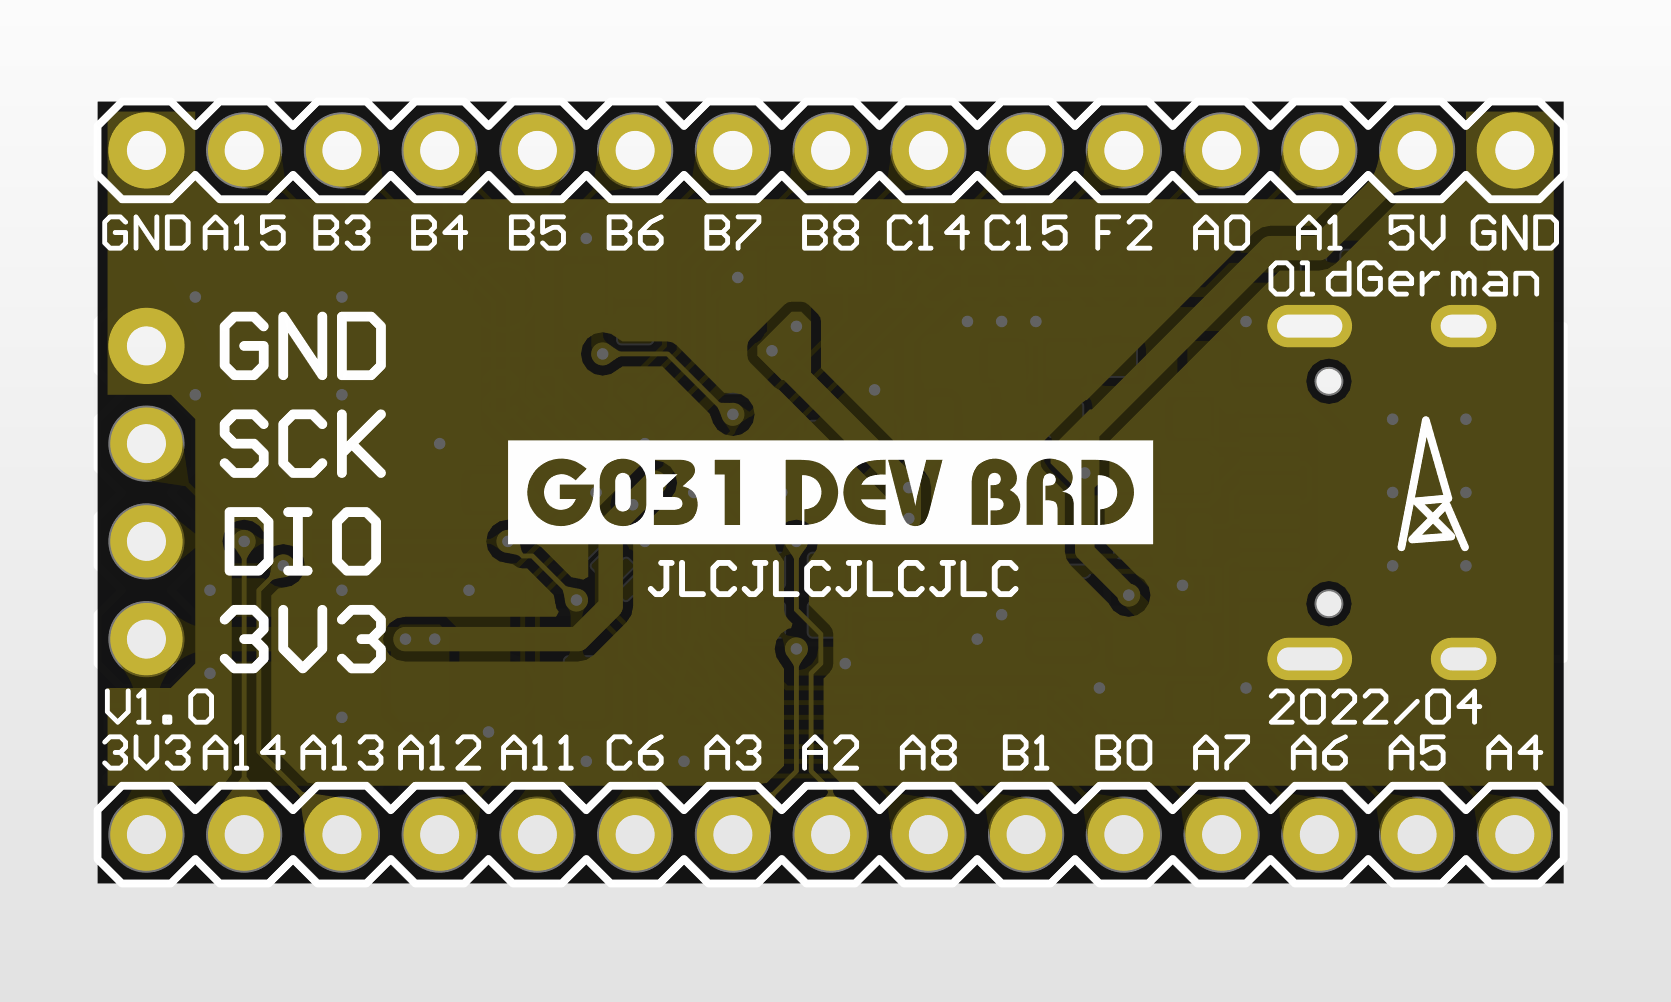 GND A15 B3 B4 B5 B6 B7 B8 C14 C15 F2 A0 A1 5V GND
OldGerman
GND
SCK
G031 DEV BRD
DIO
JLCJLCJLCJLC
3V3
V1.0 2022/04
3V3 A14 A13 A12 A11 C6 A3 A2 A8 B1 B0 A7 A6 A5 A4